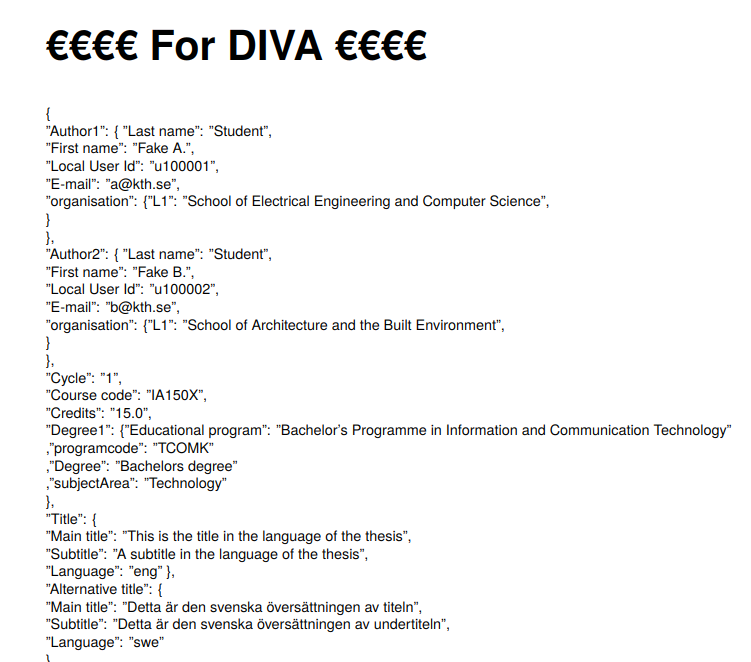 €€€€ For DIVA €€€€
{
”Author1”: { ”Last name”: ”Student”,
”First name”: ”Fake A.”,
”Local User Id”: ”u100001”,
”E-mail”: ”a@kth.se”,
”organisation”: {”L1”: ”School of Electrical Engineering and Computer Science”,
}
},
”Author2”: { ”Last name”: ”Student”,
”First name”: ”Fake B.”,
”Local User Id”: ”u100002”,
”E-mail”: ”b@kth.se”,
”organisation”: {”L1”: ”School of Architecture and the Built Environment”,
}
},
”Cycle”: ”1”,
”Course code”: ”IA150X”,
”Credits”: ”15.0”,
”Degree1”: {”Educational program”: ”Bachelor’s Programme in Information and Communication Technology”
,”programcode”: ”TCOMK”
,”Degree”: ”Bachelors degree”
,”subjectArea”: ”Technology”
},
”Title”: {
”Main title”: ”This is the title in the language of the thesis”,
”Subtitle”: ”A subtitle in the language of the thesis”,
”Language”: ”eng” },
”Alternative title”: {
”Main title”: ”Detta är den svenska översättningen av titeln”,
”Subtitle”: ”Detta är den svenska översättningen av undertiteln”,
”Language”: ”swe”
}